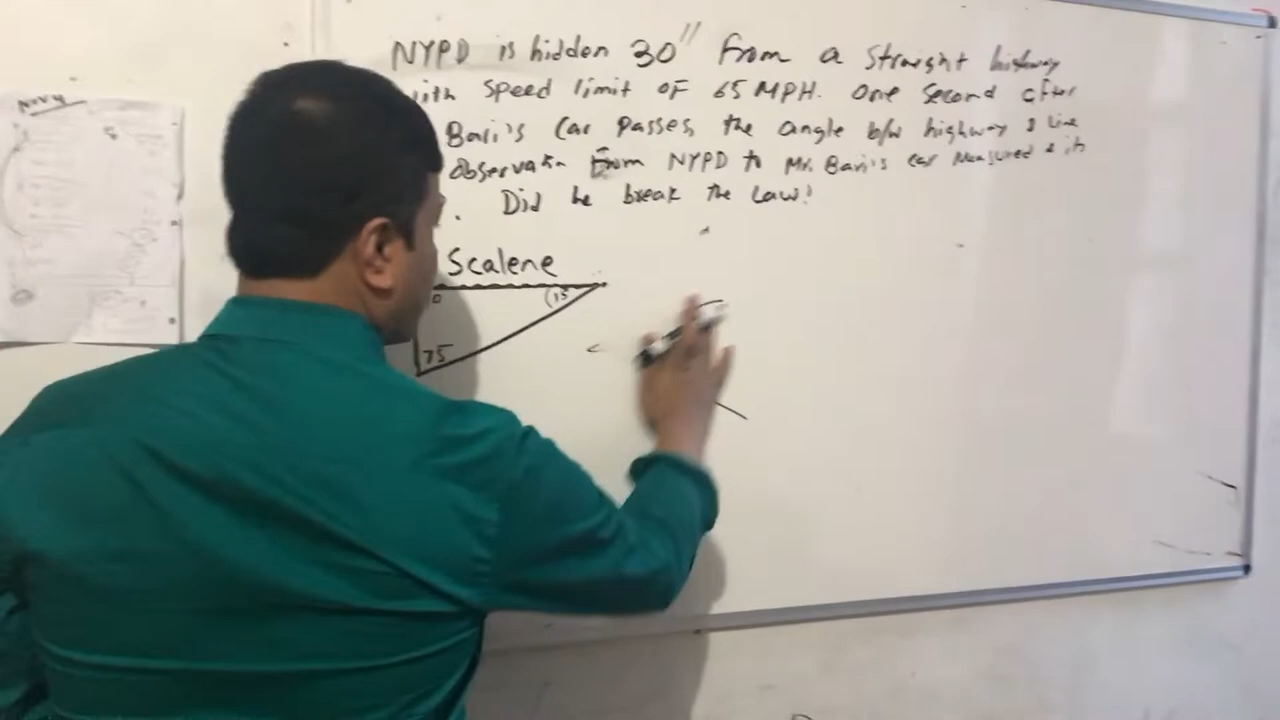 NYPD is hidden 30" from a straight highway
with speed limit of 65 MPH. One second after
Bari's Car Passes, the angle b/w highway & line
observation From NYPD to Mr. Bari's car Measured & its
. Did he break the Law?
Scalene
15
75